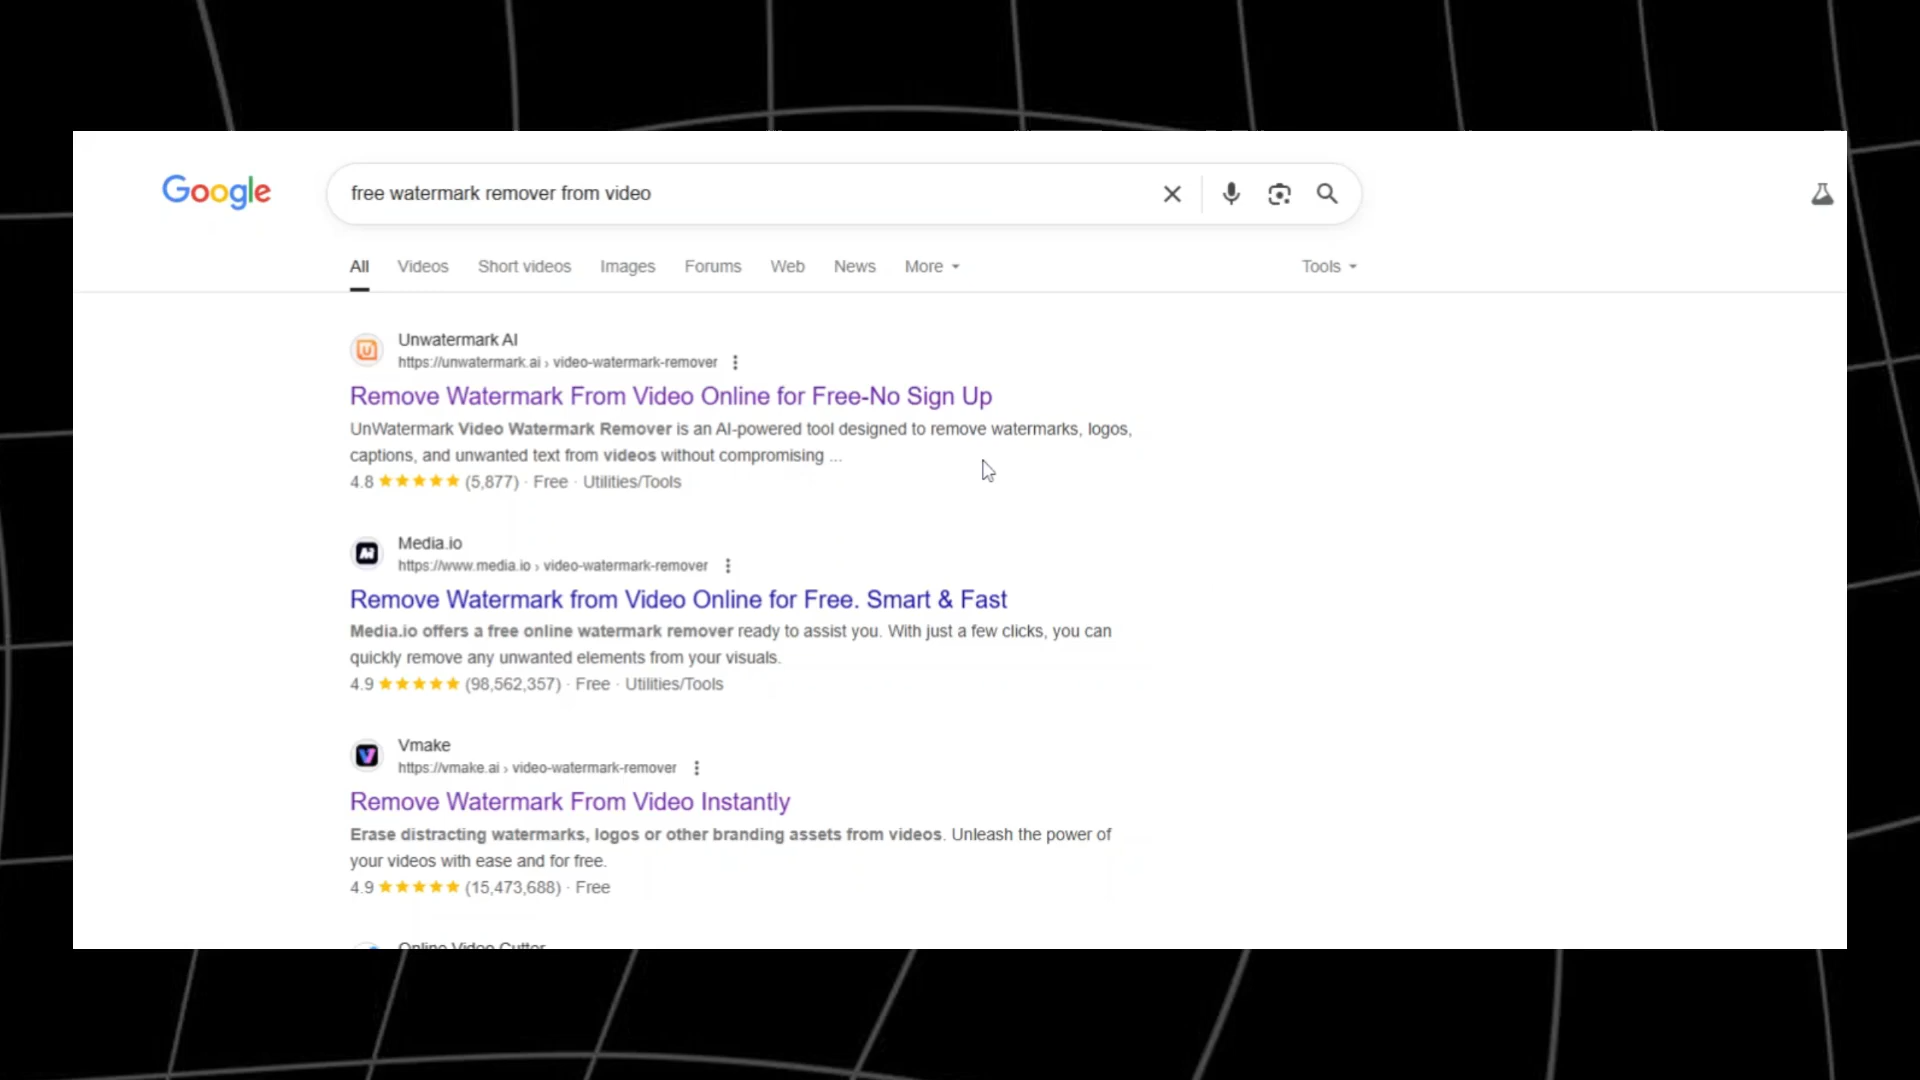 Google
free watermark remover from video
All Videos Short videos Images Forums Web News More Tools
Unwatermark AI
https://unwatermark.ai › video-watermark-remover
Remove Watermark From Video Online for Free-No Sign Up
UnWatermark Video Watermark Remover is an AI-powered tool designed to remove watermarks, logos,
captions, and unwanted text from videos without compromising ...
4.8 ★★★★★ (5,877) · Free · Utilities/Tools
Media.io
https://www.media.io › video-watermark-remover
Remove Watermark from Video Online for Free. Smart & Fast
Media.io offers a free online watermark remover ready to assist you. With just a few clicks, you can
quickly remove any unwanted elements from your visuals.
4.9 ★★★★★ (98,562,357) · Free · Utilities/Tools
Vmake
https://vmake.ai › video-watermark-remover
Remove Watermark From Video Instantly
Erase distracting watermarks, logos or other branding assets from videos. Unleash the power of
your videos with ease and for free.
4.9 ★★★★★ (15,473,688) · Free
Online Video Cutter